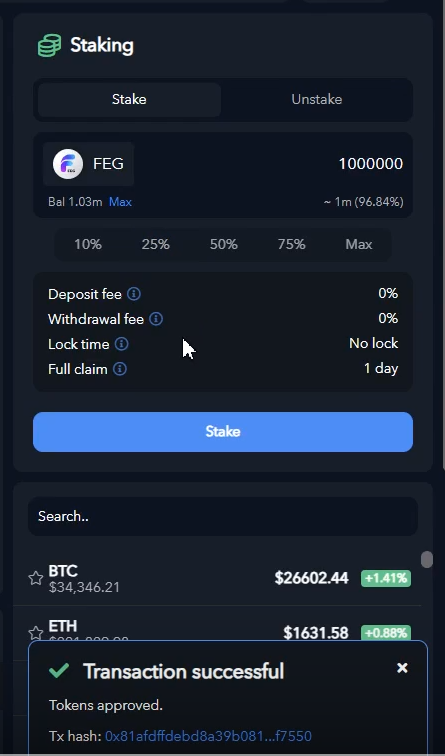 Staking
Stake Unstake
FEG 1000000
Bal 1.03m Max ~ 1m (96.84%)
10% 25% 50% 75% Max
Deposit fee 0%
Withdrawal fee 0%
Lock time No lock
Full claim 1 day
Stake
Search..
BTC $26602.44 +1.41%
$34,346.21
ETH $1631.58 +0.88%
Transaction successful
Tokens approved.
Tx hash: 0x81afdffdebd8a39b081...f7550